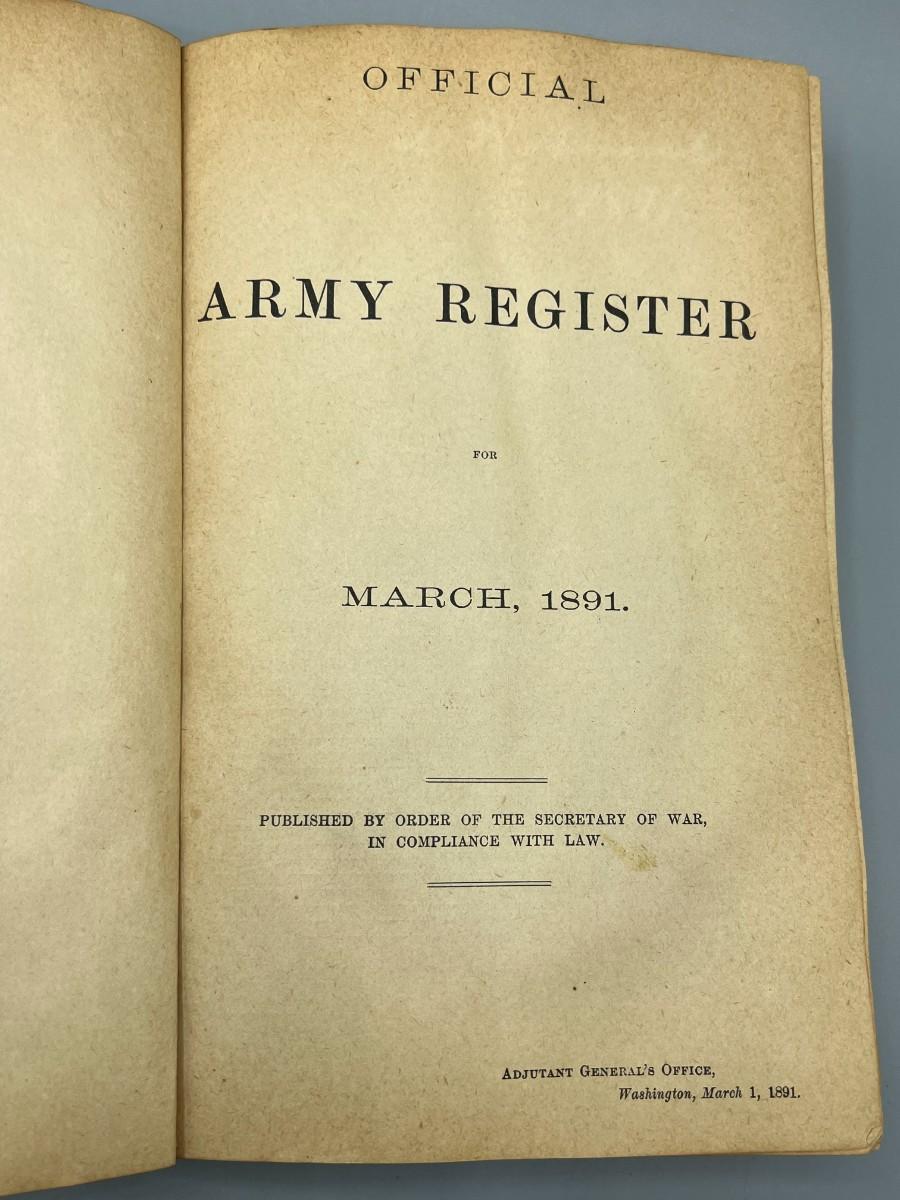 OFFICIAL
ARMY REGISTER
FOR
MARCH, 1891.
PUBLISHED BY ORDER OF THE SECRETARY OF WAR,
IN COMPLIANCE WITH LAW.
ADJUTANT GENERAL'S OFFICE,
Washington, March 1, 1891.